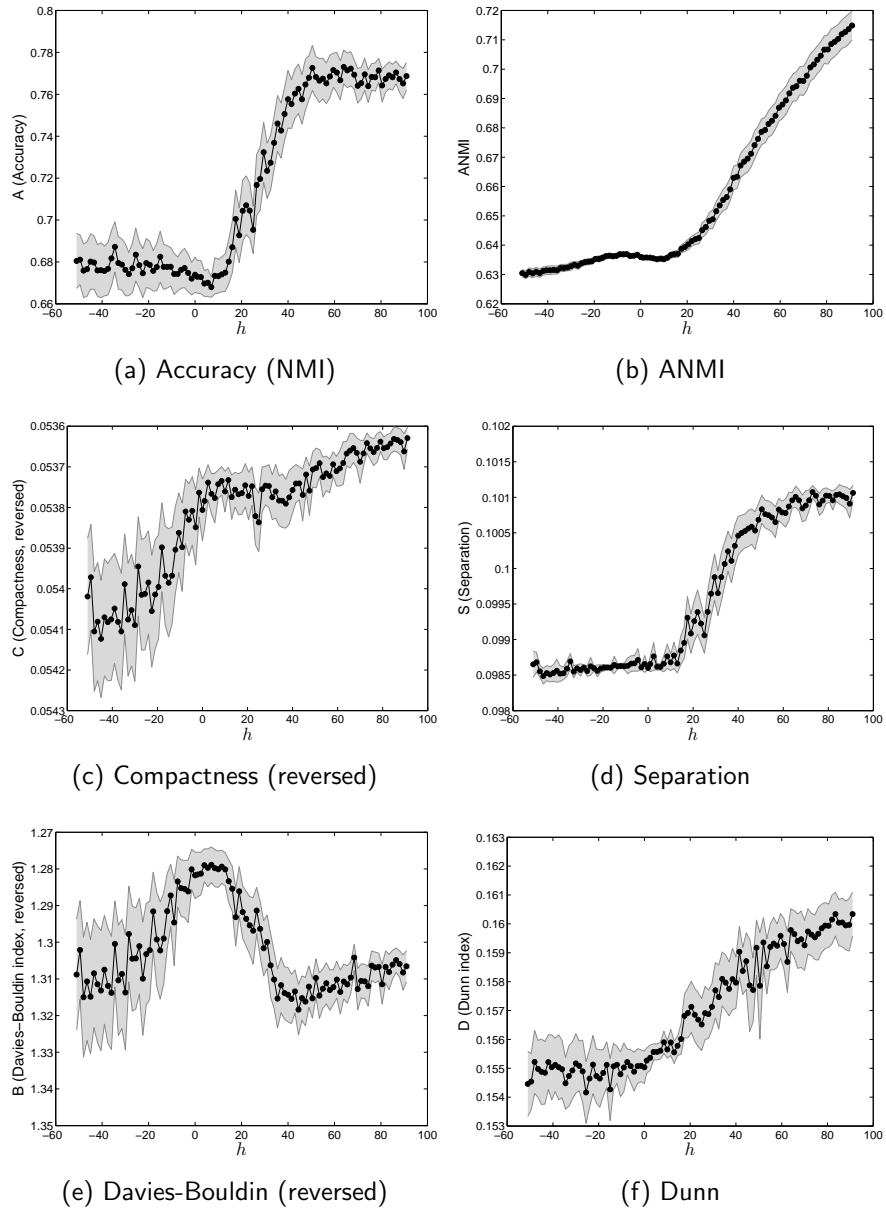 0.8
0.78
0.76
0.74
0.72
0.7
0.68
0.66
−60 −40 −20 0 20 40 60 80 100
A (Accuracy)
h
(a) Accuracy (NMI)
0.72
0.71
0.7
0.69
0.68
0.67
0.66
0.65
0.64
0.63
0.62
−60 −40 −20 0 20 40 60 80 100
ANMI
h
(b) ANMI
0.0536
0.0537
0.0538
0.0539
0.054
0.0541
0.0542
0.0543
−60 −40 −20 0 20 40 60 80 100
C (Compactness, reversed)
h
(c) Compactness (reversed)
0.102
0.1015
0.101
0.1005
0.1
0.0995
0.099
0.0985
0.098
−60 −40 −20 0 20 40 60 80 100
S (Separation)
h
(d) Separation
1.27
1.28
1.29
1.3
1.31
1.32
1.33
1.34
1.35
−60 −40 −20 0 20 40 60 80 100
B (Davies−Bouldin index, reversed)
h
(e) Davies-Bouldin (reversed)
0.163
0.162
0.161
0.16
0.159
0.158
0.157
0.156
0.155
0.154
0.153
−60 −40 −20 0 20 40 60 80 100
D (Dunn index)
h
(f) Dunn